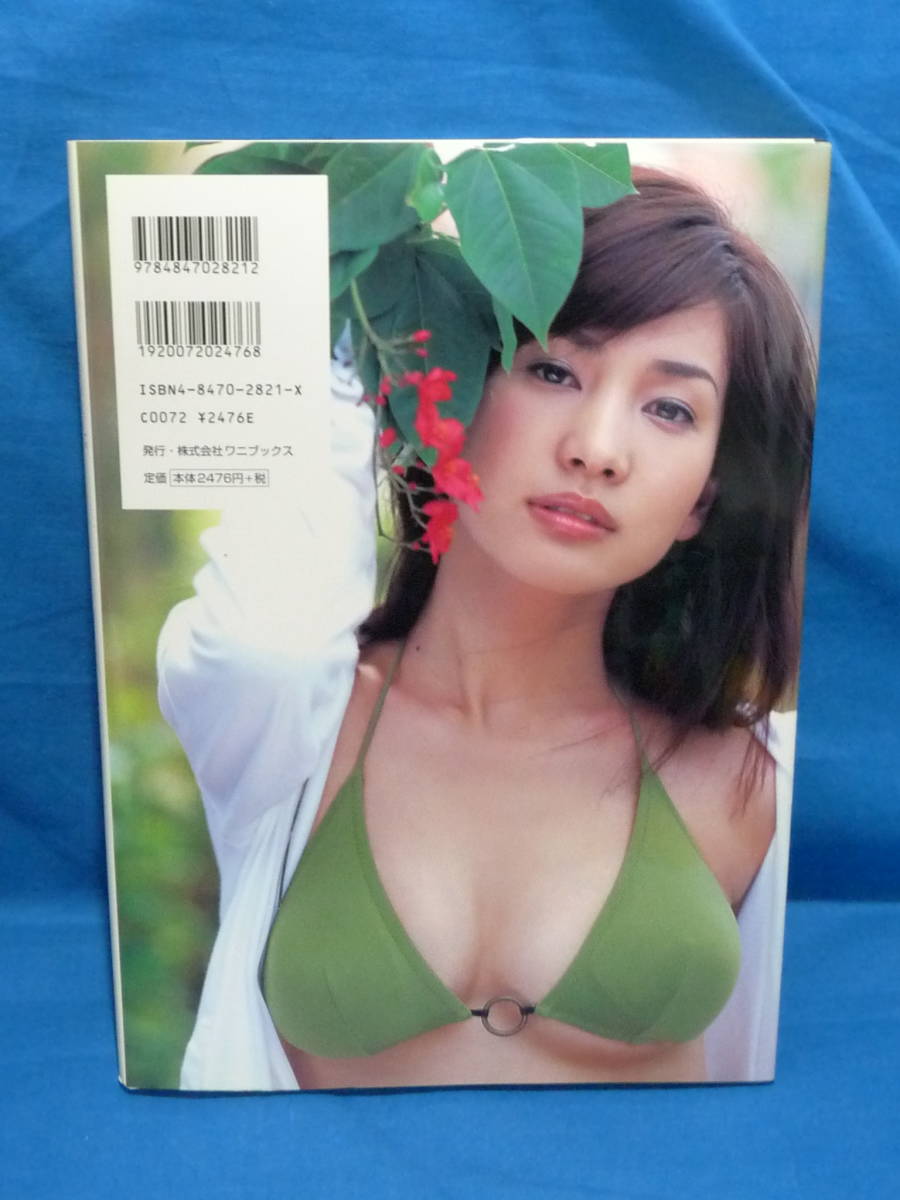 9784847028212
1920072024768
ISBN4-8470-2821-X
C0072 ¥2476E
発行・株式会社ワニブックス
定価 本体2476円+税